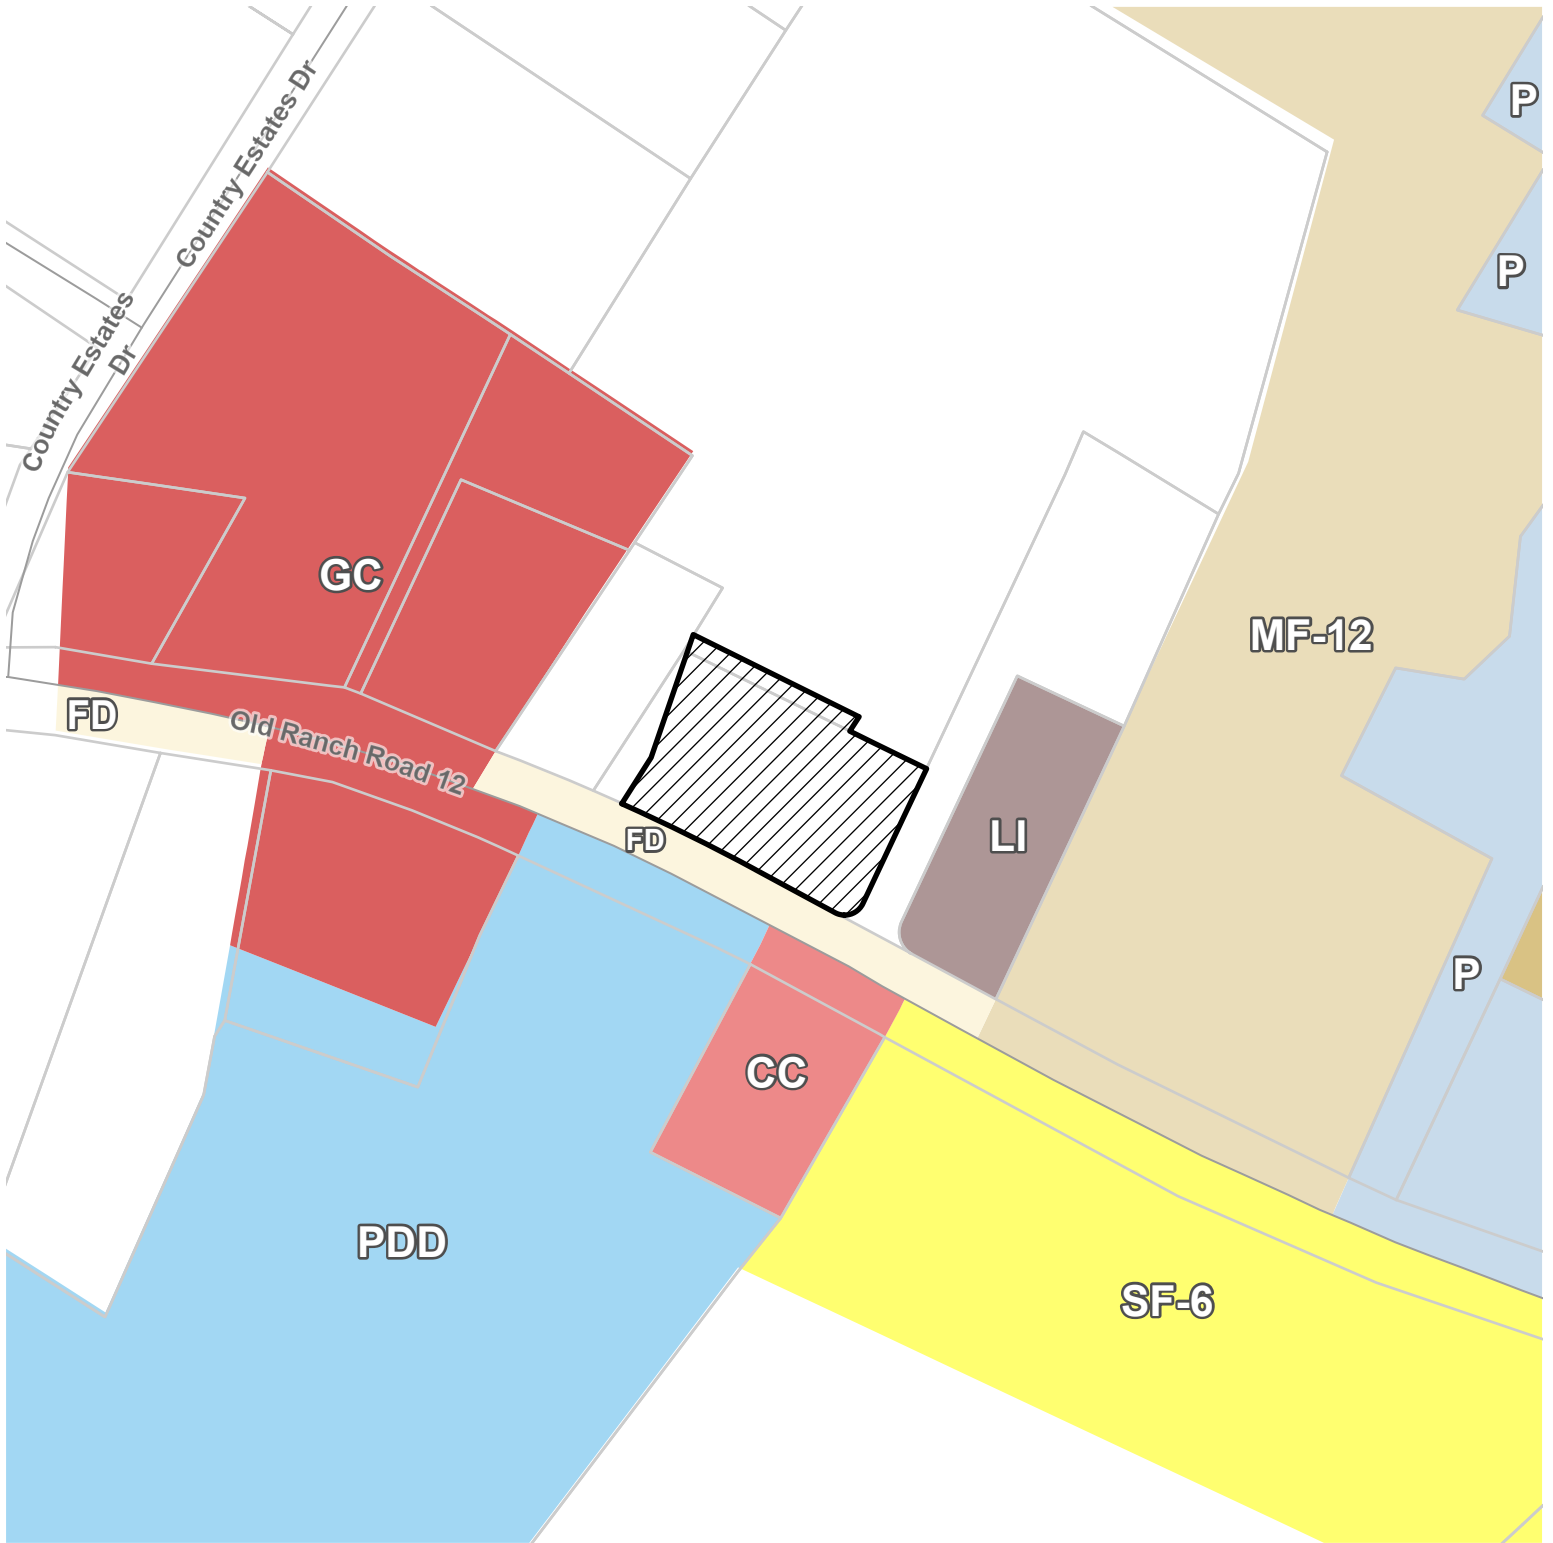 P
Country Estates Dr
P
Country Estates
Dr
GC
MF-12
FD
Old Ranch Road 12
FD
LI
P
CC
PDD
SF-6